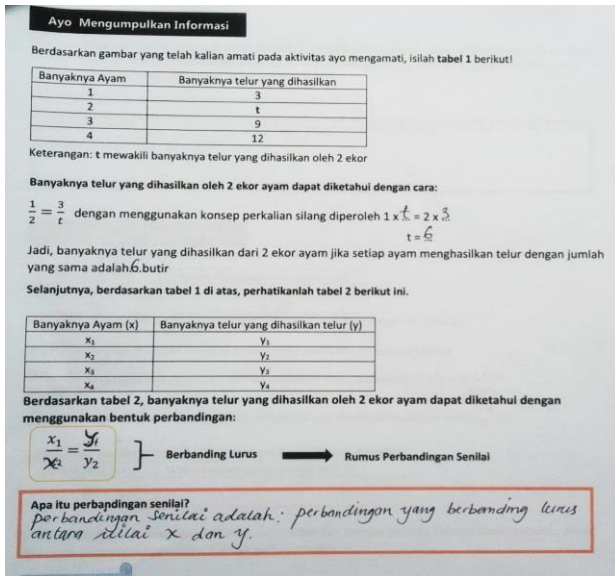 Ayo Mengumpulkan Informasi
Berdasarkan gambar yang telah kalian amati pada aktivitas ayo mengamati, isilah tabel 1 berikut!
Banyaknya Ayam Banyaknya telur yang dihasilkan
1 3
2 t
3 9
4 12
Keterangan: t mewakili banyaknya telur yang dihasilkan oleh 2 ekor
Banyaknya telur yang dihasilkan oleh 2 ekor ayam dapat diketahui dengan cara:
1/2 = 3/t dengan menggunakan konsep perkalian silang diperoleh 1 x t = 2 x 3
t = 6
Jadi, banyaknya telur yang dihasilkan dari 2 ekor ayam jika setiap ayam menghasilkan telur dengan jumlah
yang sama adalah 6 butir
Selanjutnya, berdasarkan tabel 1 di atas, perhatikanlah tabel 2 berikut ini.
Banyaknya Ayam (x) Banyaknya telur yang dihasilkan telur (y)
x₁ y₁
x₂ y₂
x₃ y₃
x₄ y₄
Berdasarkan tabel 2, banyaknya telur yang dihasilkan oleh 2 ekor ayam dapat diketahui dengan
menggunakan bentuk perbandingan:
x₁/x₂ = y₁/y₂ Berbanding Lurus Rumus Perbandingan Senilai
Apa itu perbandingan senilai?
perbandingan senilai adalah : perbandingan yang berbanding lurus
antara nilai x dan y.